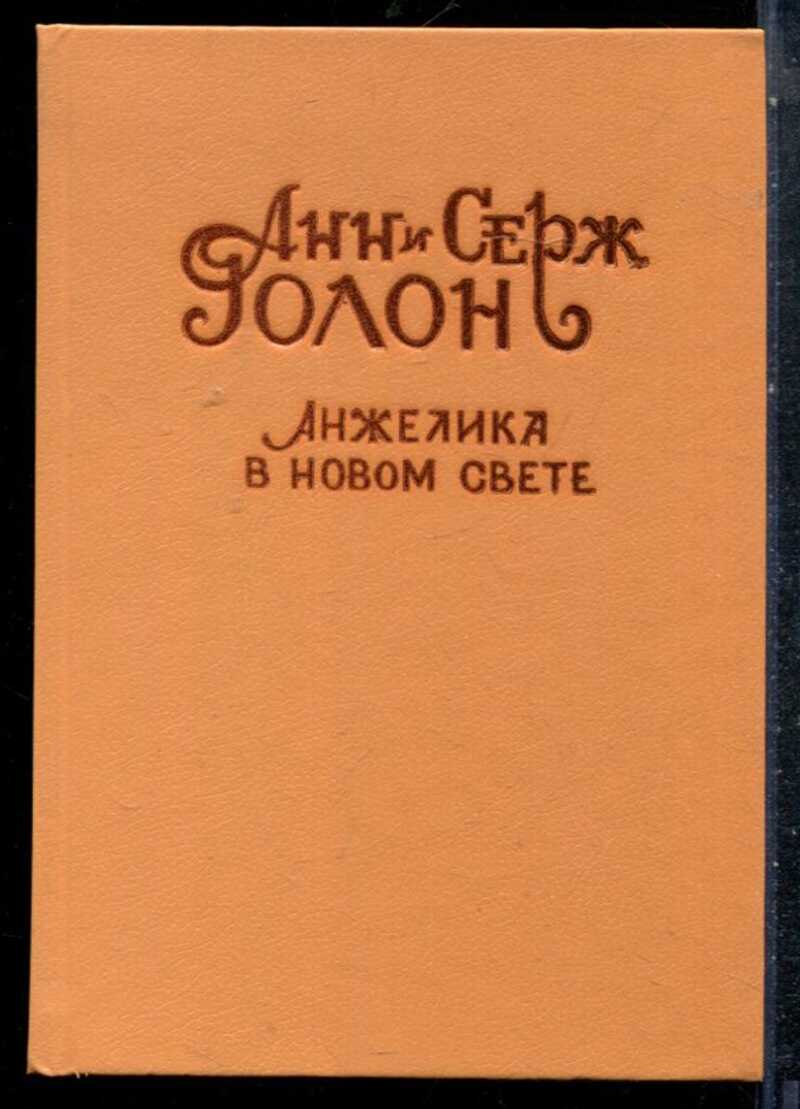 Анн и Серж
Голон
Анжелика
в новом свете